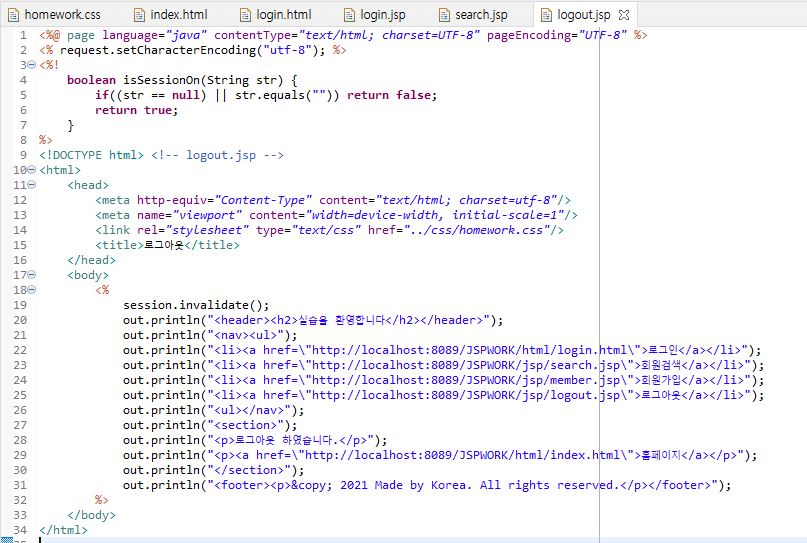 homework.css index.html login.html login.jsp search.jsp logout.jsp
1 <%@ page language="java" contentType="text/html; charset=UTF-8" pageEncoding="UTF-8" %>
2 <% request.setCharacterEncoding("utf-8"); %>
3 <%!
4 boolean isSessionOn(String str) {
5 if((str == null) || str.equals("")) return false;
6 return true;
7 }
8 %>
9 <!DOCTYPE html> <!-- logout.jsp -->
10 <html>
11 <head>
12 <meta http-equiv="Content-Type" content="text/html; charset=utf-8"/>
13 <meta name="viewport" content="width=device-width, initial-scale=1"/>
14 <link rel="stylesheet" type="text/css" href="../css/homework.css"/>
15 <title>로그아웃</title>
16 </head>
17 <body>
18 <%
19 session.invalidate();
20 out.println("<header><h2>실습을 환영합니다</h2></header>");
21 out.println("<nav><ul>");
22 out.println("<li><a href=\"http://localhost:8089/JSPWORK/html/login.html\">로그인</a></li>");
23 out.println("<li><a href=\"http://localhost:8089/JSPWORK/jsp/search.jsp\">회원검색</a></li>");
24 out.println("<li><a href=\"http://localhost:8089/JSPWORK/jsp/member.jsp\">회원가입</a></li>");
25 out.println("<li><a href=\"http://localhost:8089/JSPWORK/jsp/logout.jsp\">로그아웃</a></li>");
26 out.println("<ul></nav>");
27 out.println("<section>");
28 out.println("<p>로그아웃 하였습니다.</p>");
29 out.println("<p><a href=\"http://localhost:8089/JSPWORK/html/index.html\">홈페이지</a></p>");
30 out.println("</section>");
31 out.println("<footer><p>&copy; 2021 Made by Korea. All rights reserved.</p></footer>");
32 %>
33 </body>
34 </html>
35